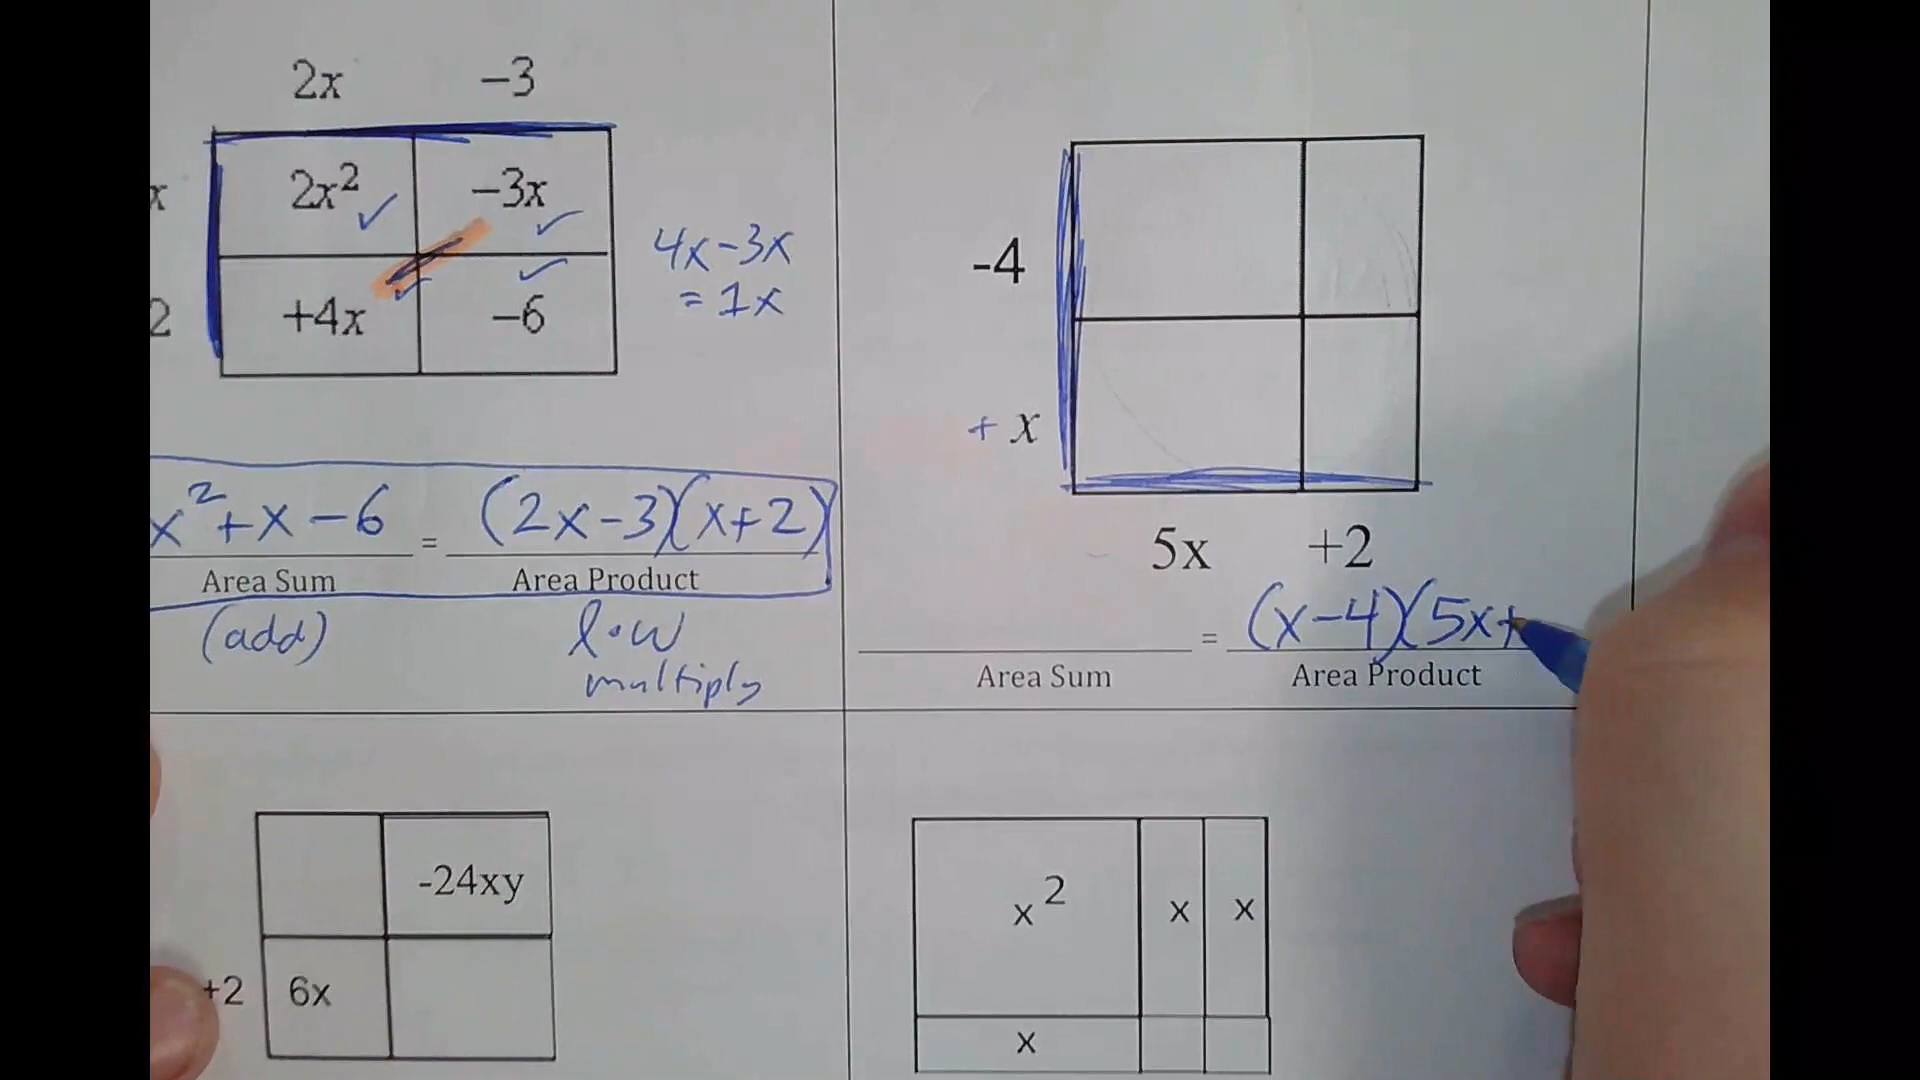 2x −3
x 2x² −3x
2 +4x −6
4x−3x
= 1x
x²+x−6 = (2x−3)(x+2)
Area Sum Area Product
(add) low
multiply
-4
+ x
5x +2
= (x−4)(5x+
Area Sum Area Product
-24xy
+2 6x
x² x x
x